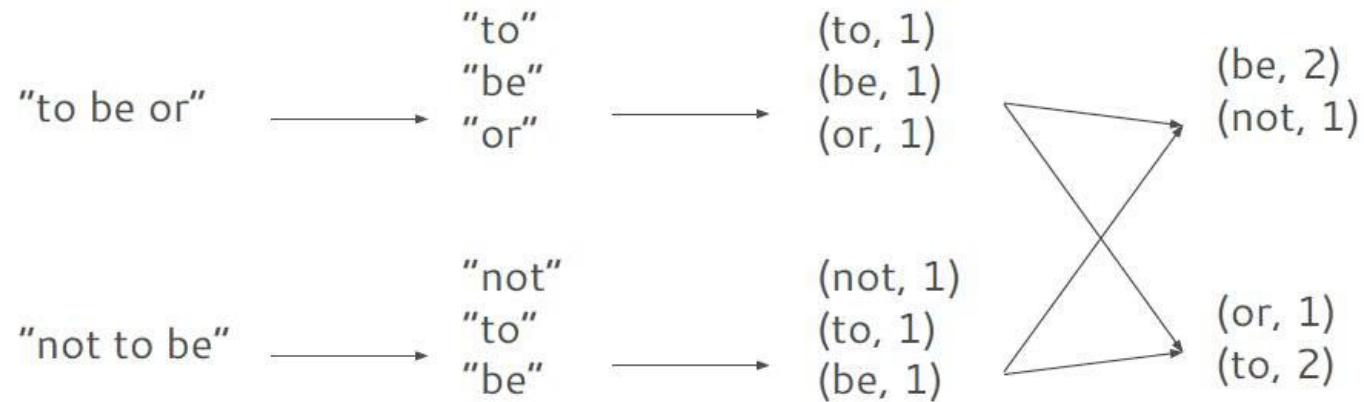 "to be or"
"to"
"be"
"or"
(to, 1)
(be, 1)
(or, 1)
(be, 2)
(not, 1)
"not to be"
"not"
"to"
"be"
(not, 1)
(to, 1)
(be, 1)
(or, 1)
(to, 2)